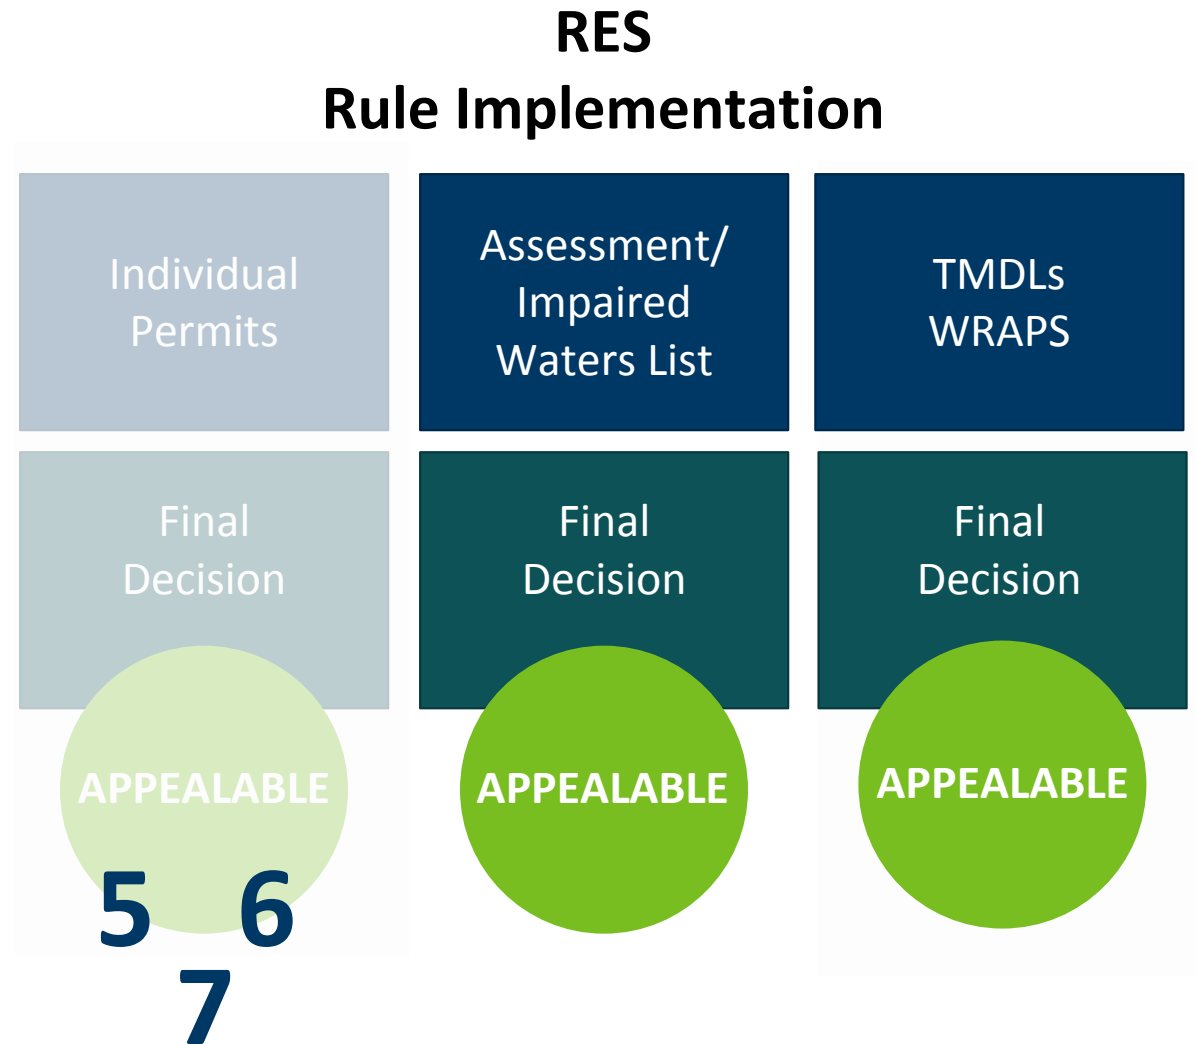 RES
Rule Implementation
Individual
Permits
Final
Decision
APPEALABLE
5 6
7
Assessment/
Impaired
Waters List
Final
Decision
APPEALABLE
TMDLs
WRAPS
Final
Decision
APPEALABLE